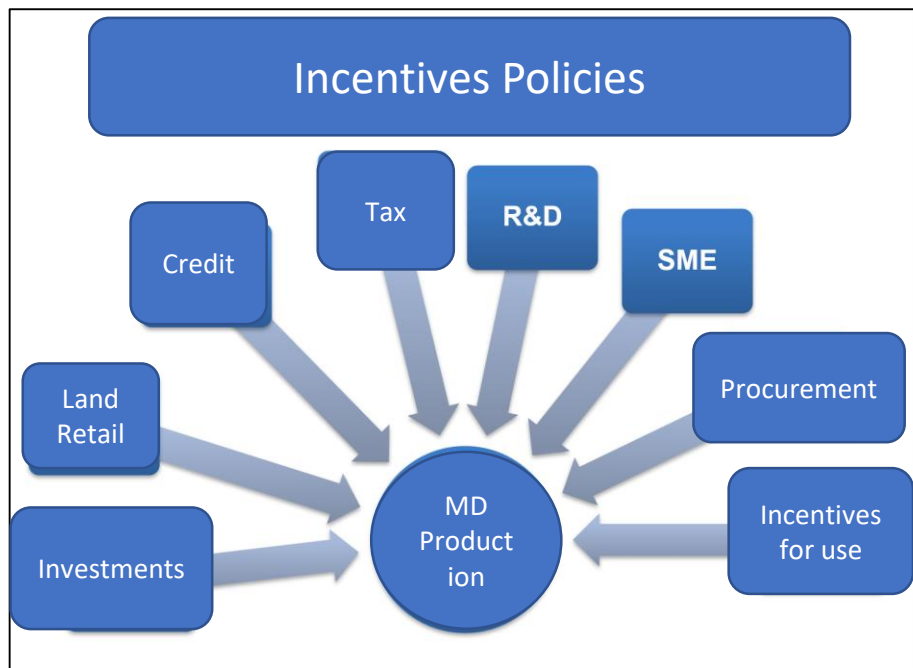 Incentives Policies
Tax
R&D
SME
Credit
Procurement
Land
Retail
MD
Product
ion
Incentives
for use
Investments